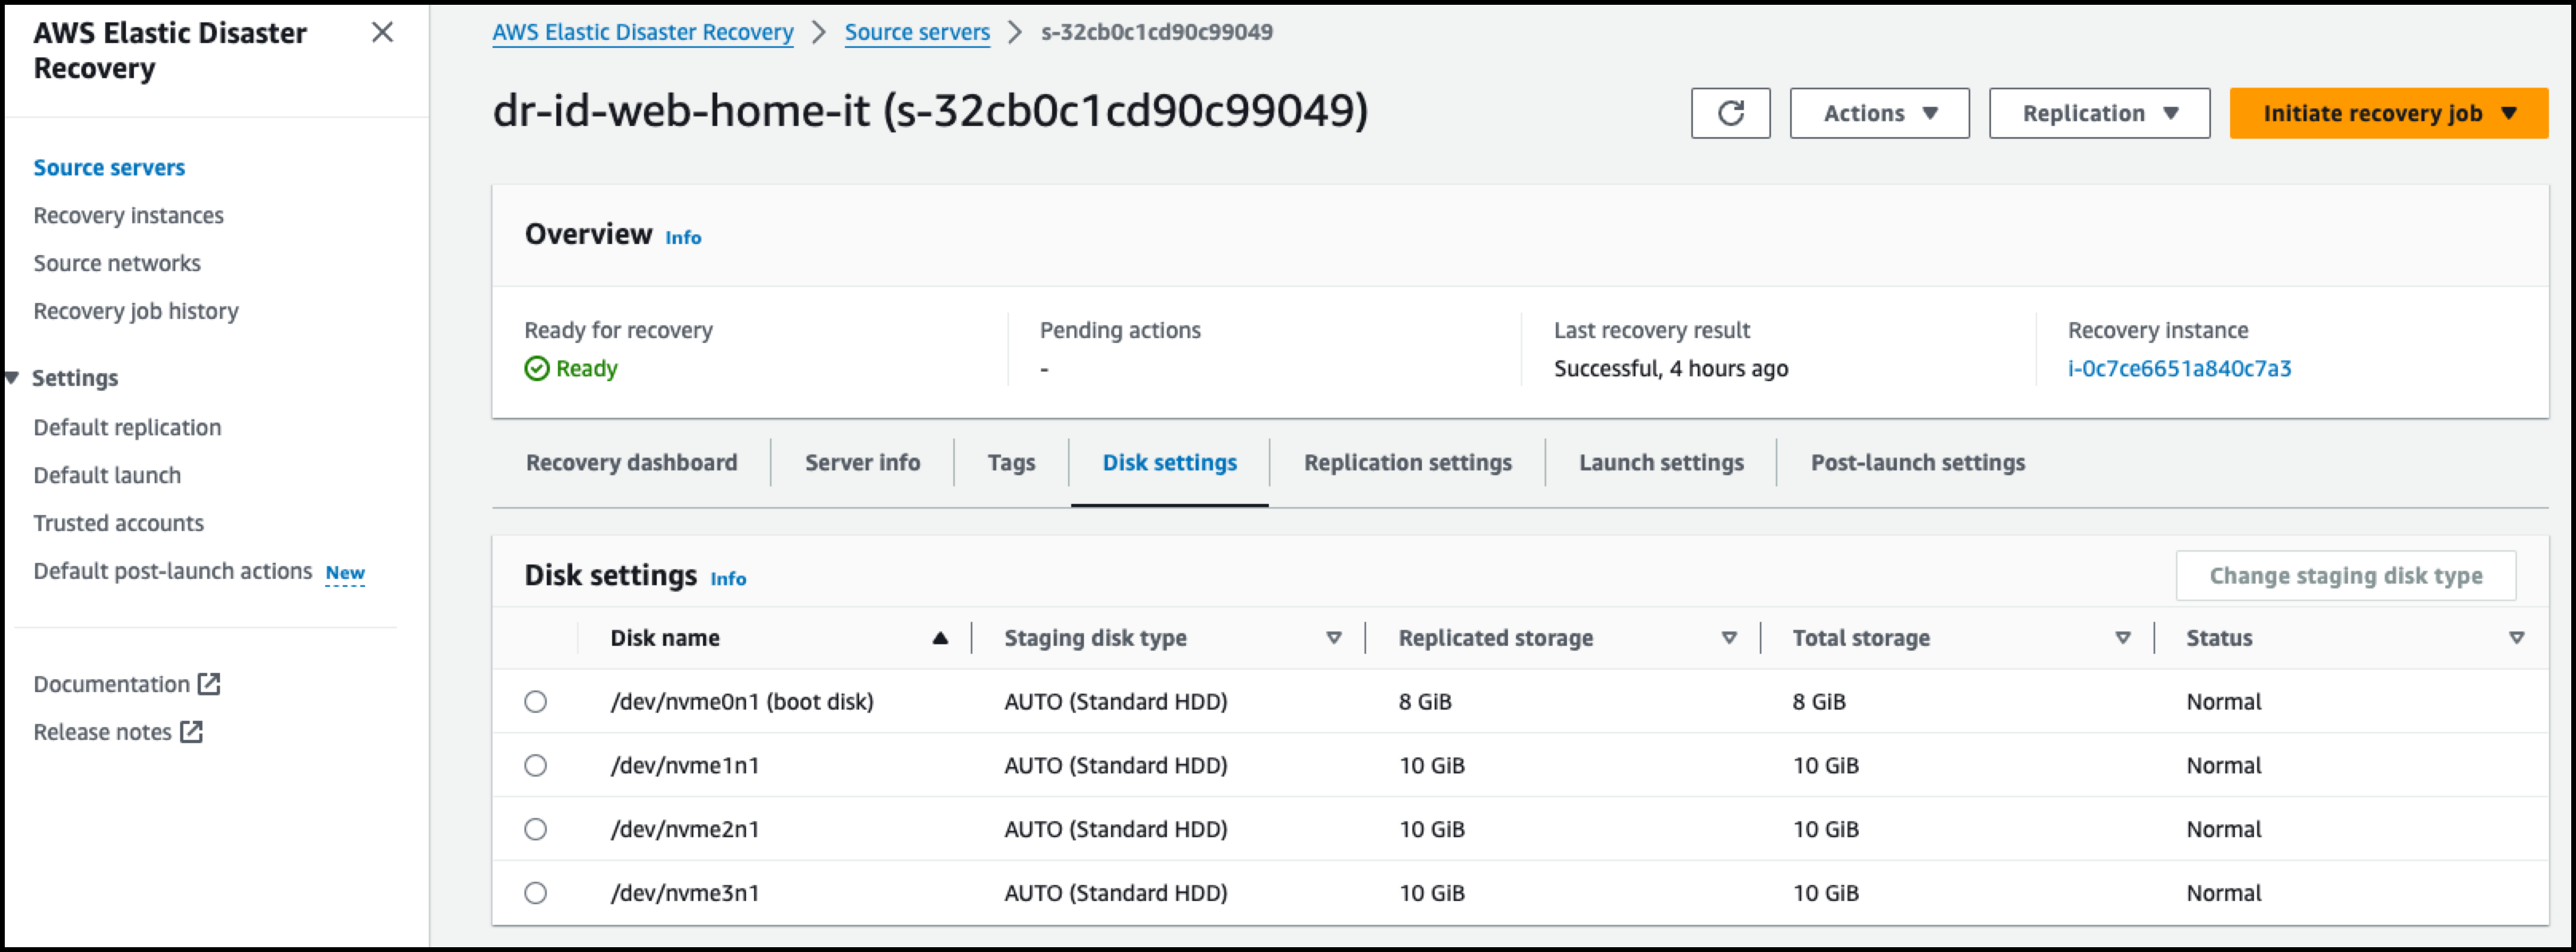 AWS Elastic Disaster
Recovery
Source servers
Recovery instances
Source networks
Recovery job history
Settings
Default replication
Default launch
Trusted accounts
Default post-launch actions New
Documentation
Release notes
AWS Elastic Disaster Recovery > Source servers > s-32cb0c1cd90c99049
dr-id-web-home-it (s-32cb0c1cd90c99049)
Actions
Replication
Initiate recovery job
Overview Info
Ready for recovery
Ready
Pending actions
-
Last recovery result
Successful, 4 hours ago
Recovery instance
i-0c7ce6651a840c7a3
Recovery dashboard Server info Tags Disk settings Replication settings Launch settings Post-launch settings
Disk settings Info
Change staging disk type
Disk name Staging disk type Replicated storage Total storage Status
/dev/nvme0n1 (boot disk) AUTO (Standard HDD) 8 GiB 8 GiB Normal
/dev/nvme1n1 AUTO (Standard HDD) 10 GiB 10 GiB Normal
/dev/nvme2n1 AUTO (Standard HDD) 10 GiB 10 GiB Normal
/dev/nvme3n1 AUTO (Standard HDD) 10 GiB 10 GiB Normal